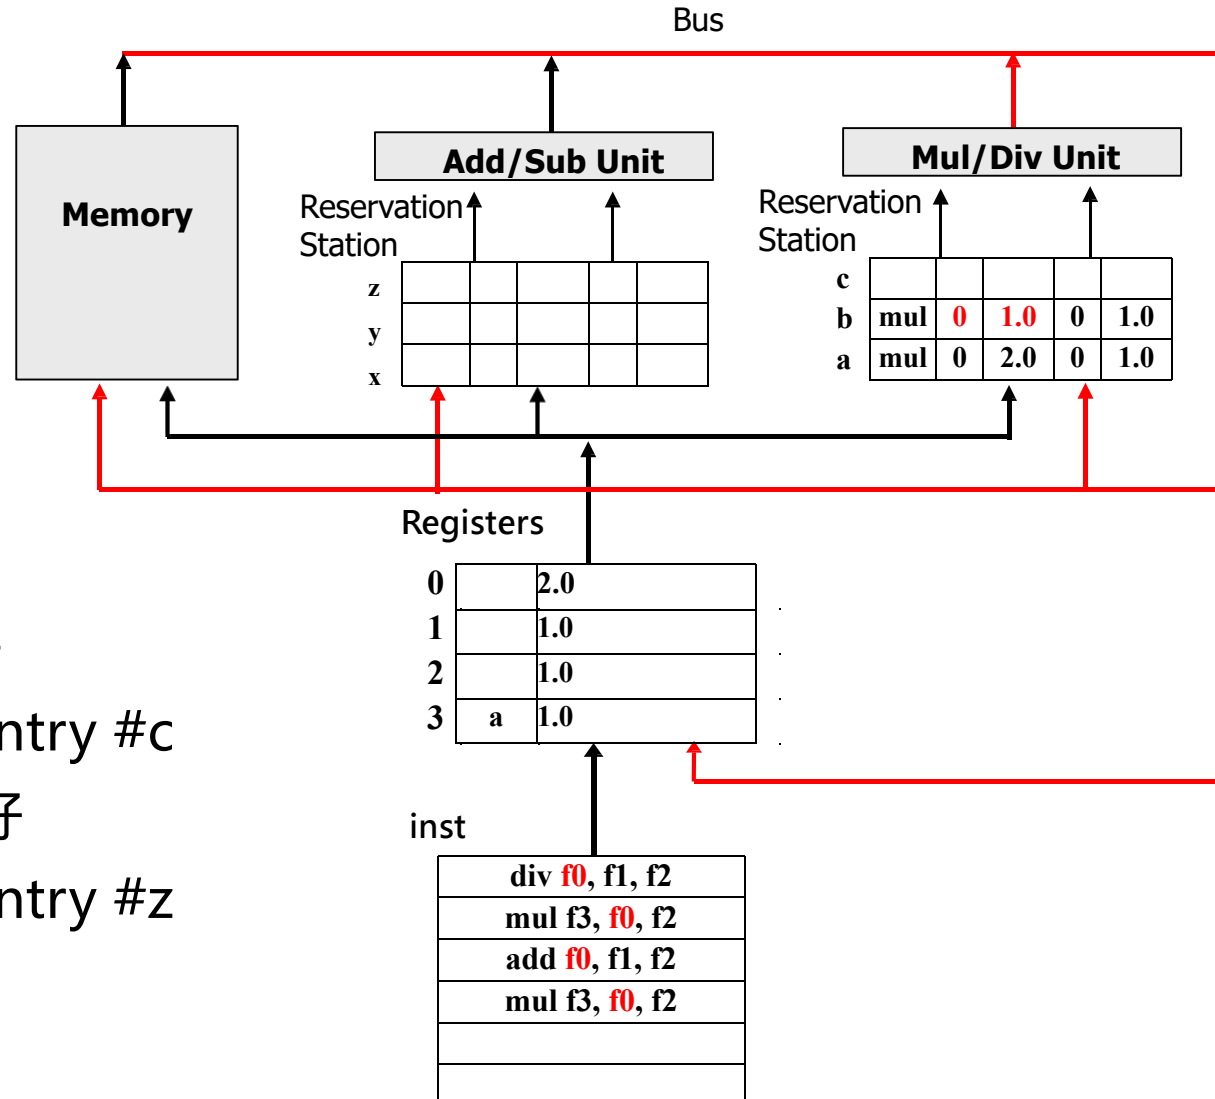 Bus
Memory
Add/Sub Unit
Mul/Div Unit
Reservation
Station
Reservation
Station
z
y
x
c
b mul 0 1.0 0 1.0
a mul 0 2.0 0 1.0
Registers
0 2.0
1 1.0
2 1.0
3 a 1.0
ntry #c
ntry #z
inst
div f0, f1, f2
mul f3, f0, f2
add f0, f1, f2
mul f3, f0, f2